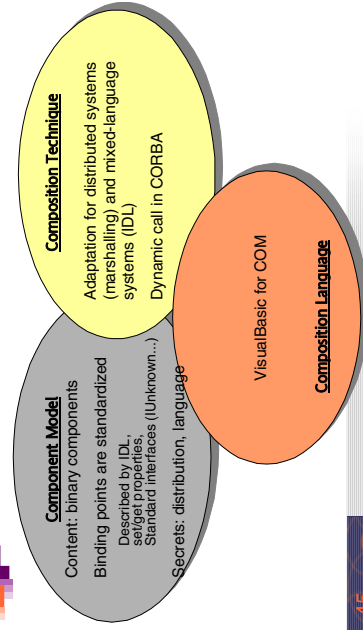 Component Model
Content: binary components
Binding points are standardized
Described by IDL,
set/get properties,
Standard interfaces (IUnknown...)
Secrets: distribution, language
Composition Technique
Adaptation for distributed systems
(marshalling) and mixed-language
systems (IDL)
Dynamic call in CORBA
VisualBasic for COM
Composition Language
45